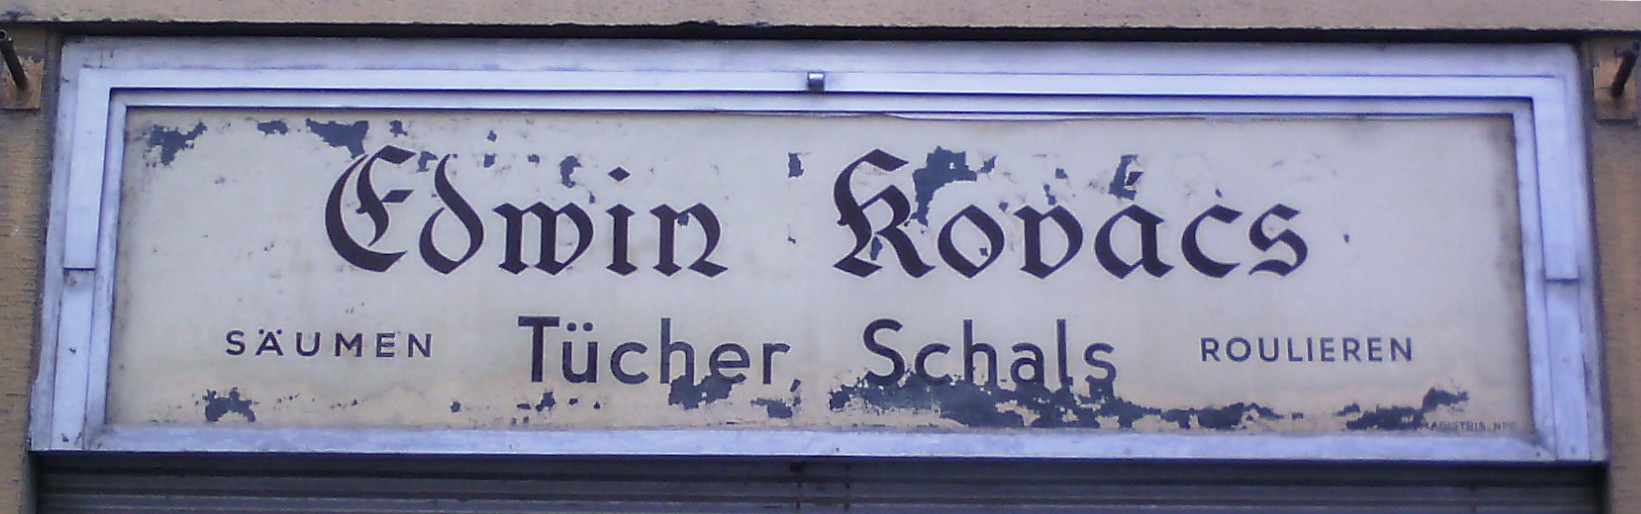 Edwin Kovács
SÄUMEN Tücher, Schals ROULIEREN